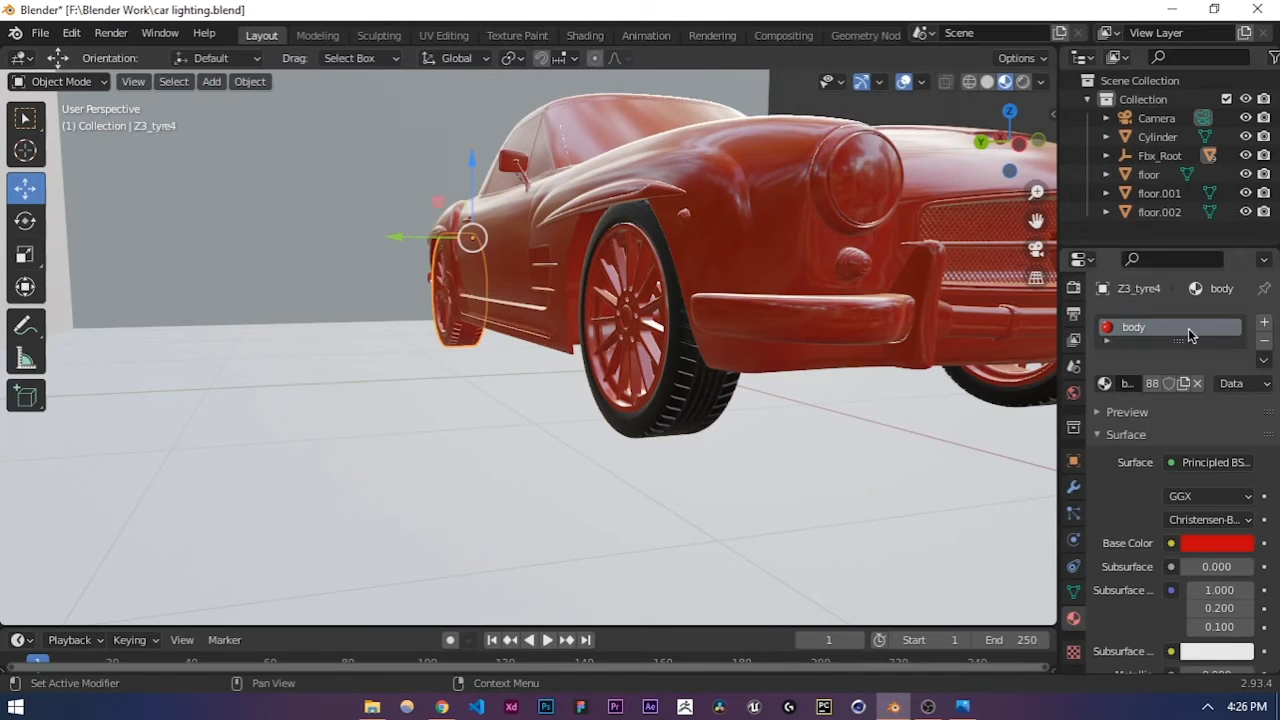 Blender* [F:\Blender Work\car lighting.blend]
File Edit Render Window Help Layout Modeling Sculpting UV Editing Texture Paint Shading Animation Rendering Compositing Geometry Nod Scene View Layer
Orientation: Default Drag: Select Box Global Options
Object Mode View Select Add Object
User Perspective
(1) Collection | Z3_tyre4
Z
Y
Scene Collection
Collection
Camera
Cylinder
Fbx_Root
floor
floor.001
floor.002
Z3_tyre4 body
body
b... 88 Data
Preview
Surface
Surface Principled BS...
GGX
Christensen-B...
Base Color
Subsurface 0.000
Subsurface ... 1.000
0.200
0.100
Subsurface ...
Playback Keying View Marker 1 Start 1 End 250
Set Active Modifier Pan View Context Menu 2.93.4
Xd Ps Pr Ae PC 4:26 PM